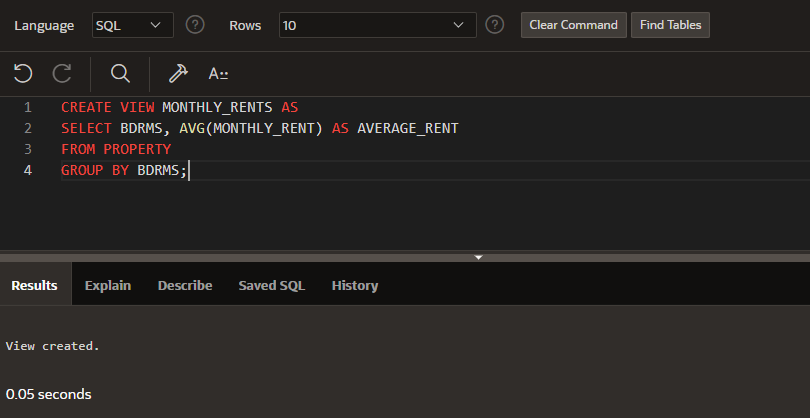 Language SQL Rows 10 Clear Command Find Tables
A::
1 CREATE VIEW MONTHLY_RENTS AS
2 SELECT BDRMS, AVG(MONTHLY_RENT) AS AVERAGE_RENT
3 FROM PROPERTY
4 GROUP BY BDRMS;
Results Explain Describe Saved SQL History
View created.
0.05 seconds